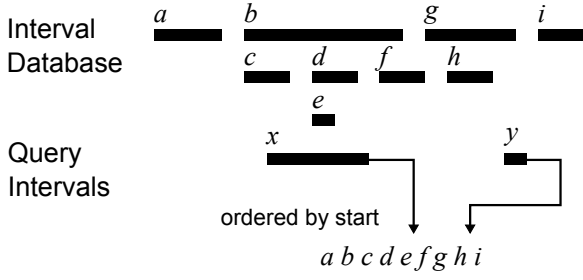 a b g i
Interval
Database
c d f h
e
x y
Query
Intervals
ordered by start
a b c d e f g h i